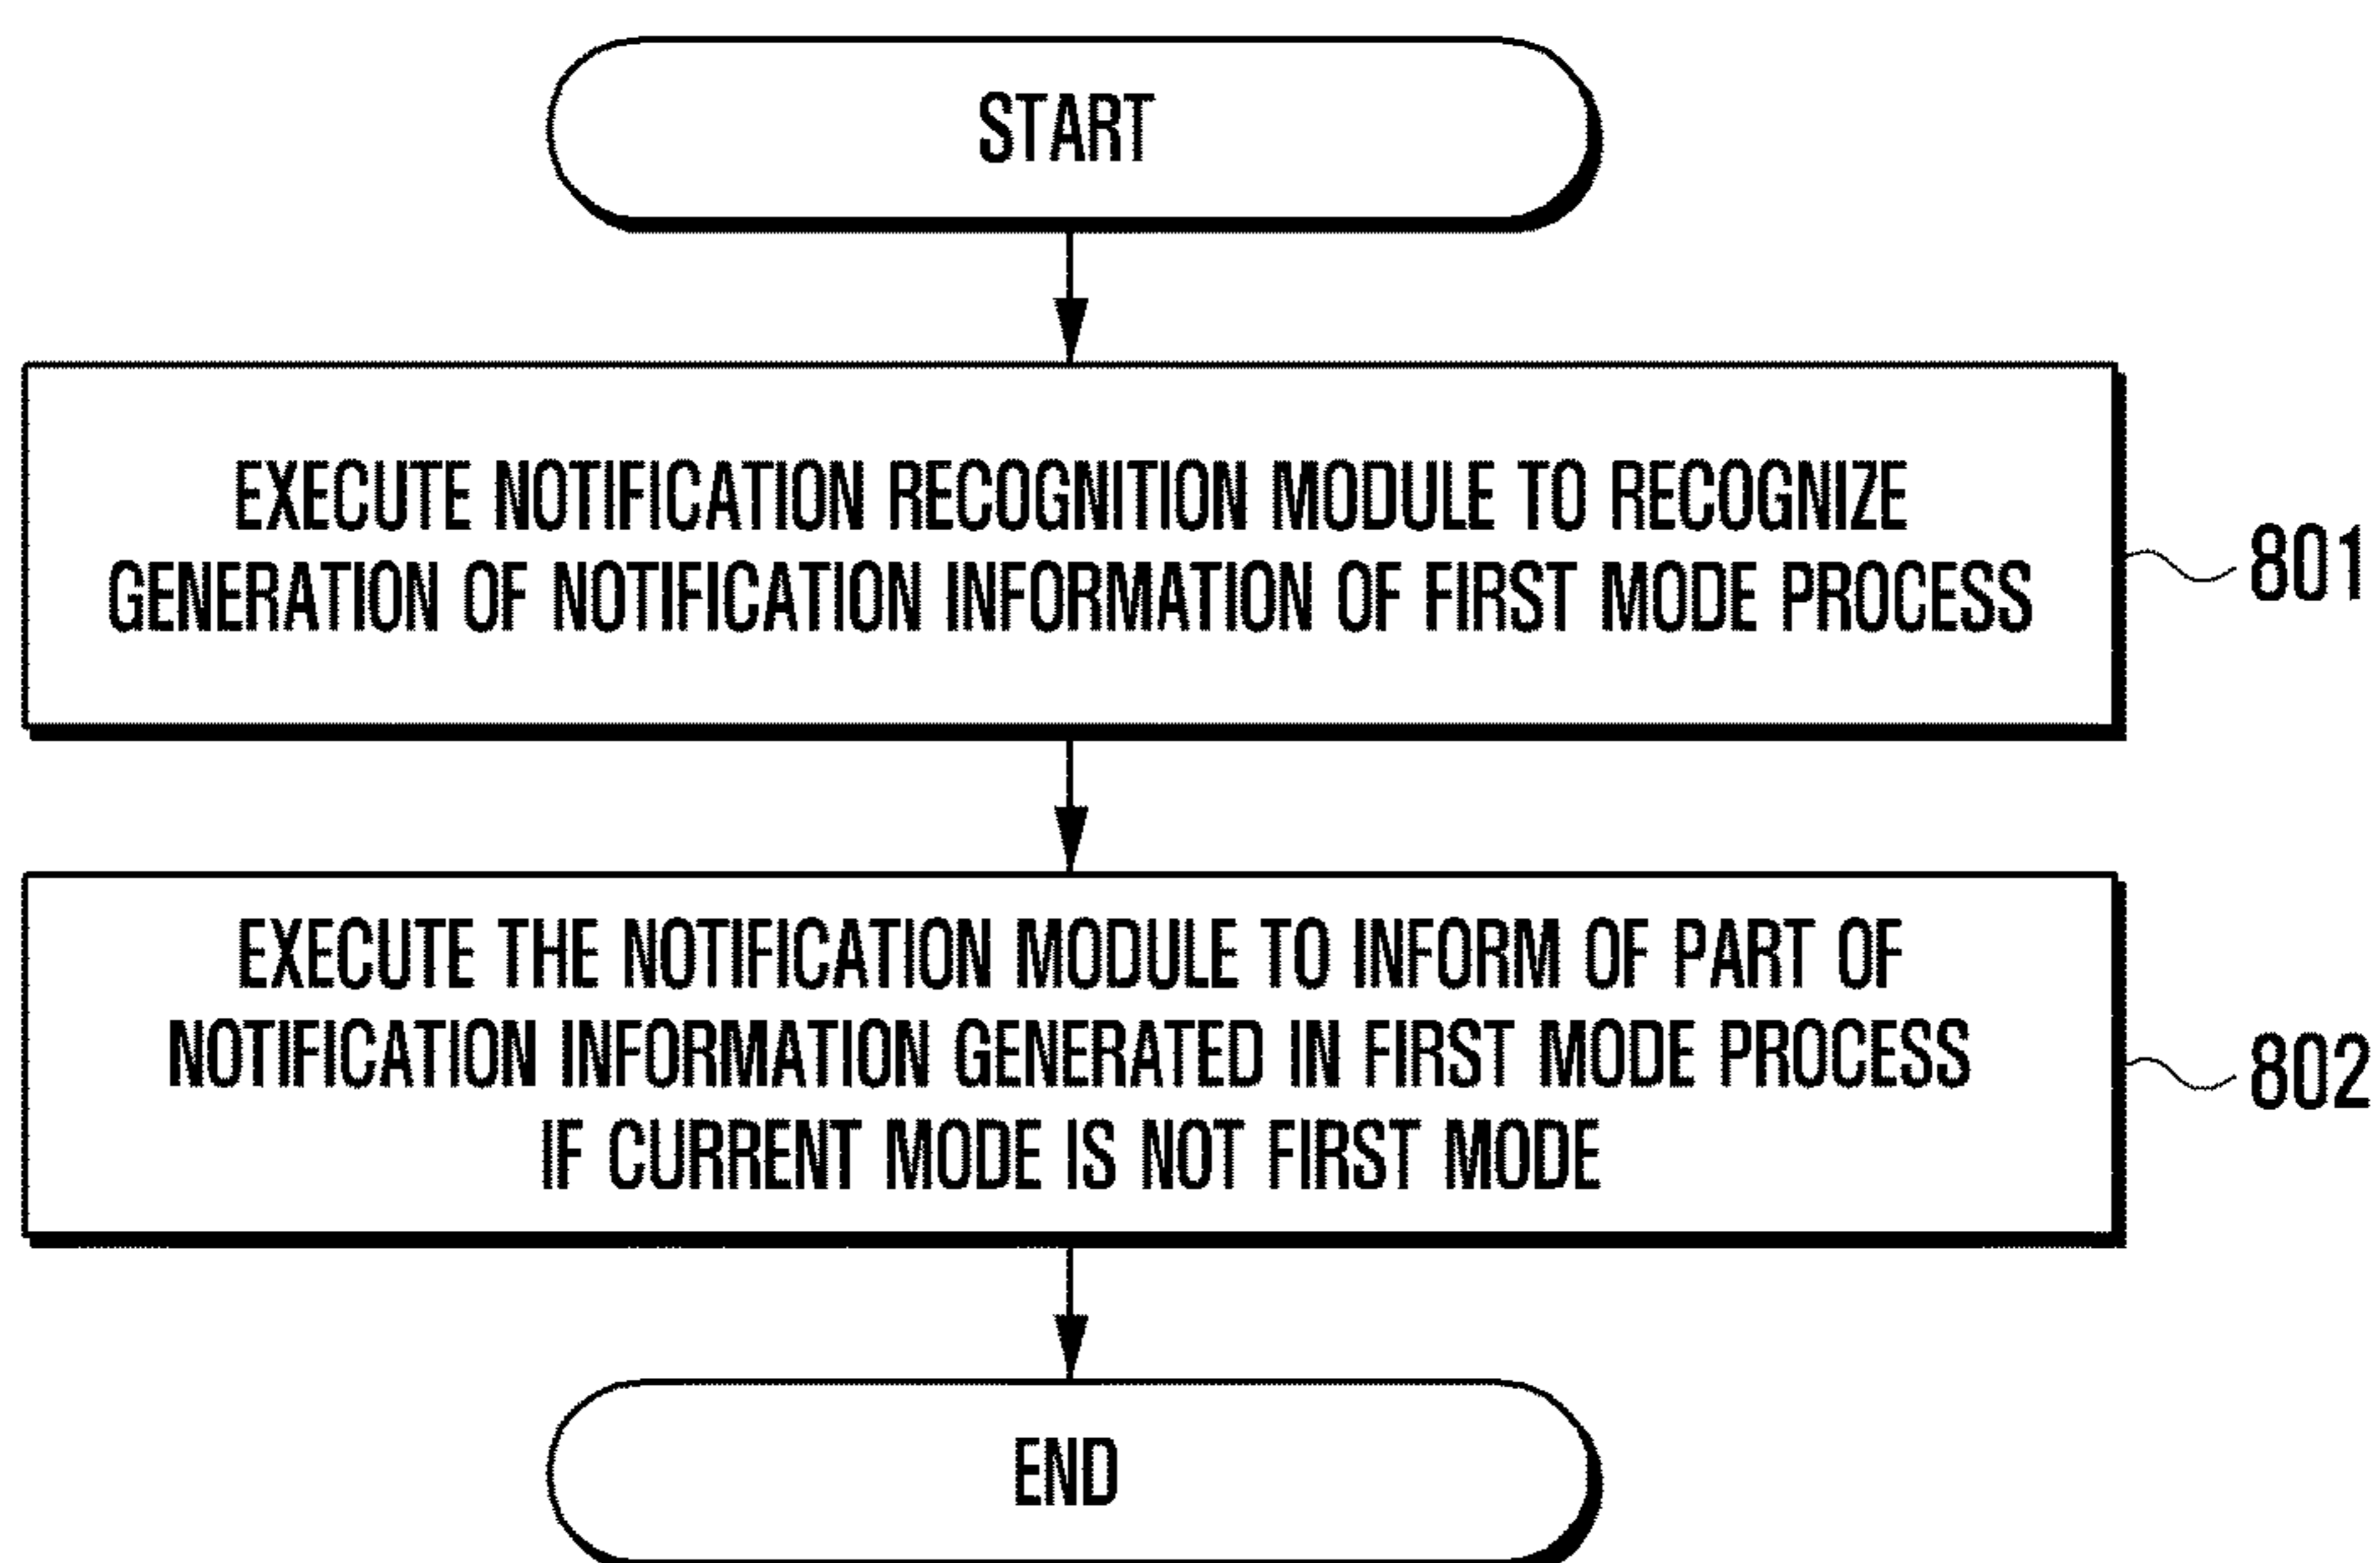 START
EXECUTE NOTIFICATION RECOGNITION MODULE TO RECOGNIZE
GENERATION OF NOTIFICATION INFORMATION OF FIRST MODE PROCESS
801
EXECUTE THE NOTIFICATION MODULE TO INFORM OF PART OF
NOTIFICATION INFORMATION GENERATED IN FIRST MODE PROCESS
IF CURRENT MODE IS NOT FIRST MODE
802
END